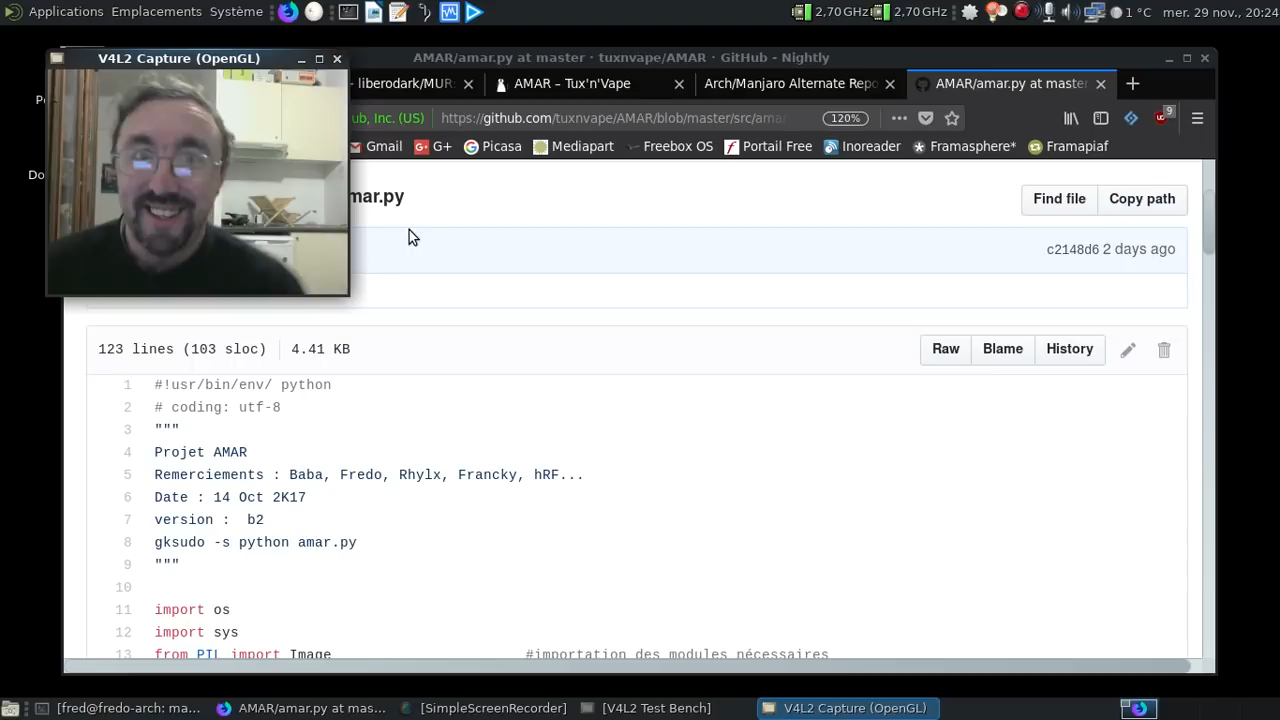 Applications Emplacements Système 2,70 GHz 2,70 GHz 1 °C mer. 29 nov., 20:24
V4L2 Capture (OpenGL)
AMAR/amar.py at master · tuxnvape/AMAR · GitHub - Nightly
liberodark/MUR: AMAR – Tux'n'Vape Arch/Manjaro Alternate Repo AMAR/amar.py at master
ub, Inc. (US) https://github.com/tuxnvape/AMAR/blob/master/src/amar 120% 9
Gmail G+ Picasa Mediapart Freebox OS Portail Free Inoreader Framasphère* Framapiaf
Do
mar.py Find file Copy path
c2148d6 2 days ago
123 lines (103 sloc) 4.41 KB Raw Blame History
1 #!usr/bin/env/ python
2 # coding: utf-8
3 """
4 Projet AMAR
5 Remerciements : Baba, Fredo, Rhylx, Francky, hRF...
6 Date : 14 Oct 2K17
7 version :  b2
8 gksudo -s python amar.py
9 """
10
11 import os
12 import sys
13 from PIL import Image #importation des modules nécessaires
[fred@fredo-arch: ma... AMAR/amar.py at mas... [SimpleScreenRecorder] [V4L2 Test Bench] V4L2 Capture (OpenGL)